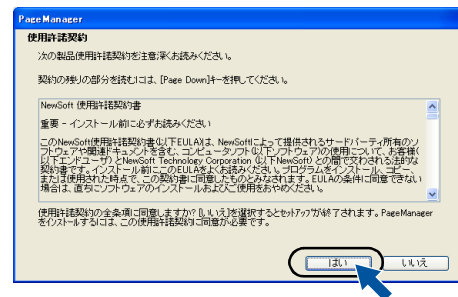 PageManager
使用許諾契約
次の製品使用許諾契約を注意深くお読みください。
契約の残りの部分を読むには、[Page Down]キーを押してください。
NewSoft 使用許諾契約書
重要 - インストール前に必ずお読みください
このNewSoft使用許諾契約書(以下EULA)は、NewSoftによって提供されるサードパーティ所有のソ
フトウェアや関連ドキュメントを含む、コンピュータソフト(以下ソフトウェア)の使用について、お客様(
以下エンドユーザ)とNewSoft Technology Corporation (以下NewSoft) との間で交わされる法的な
契約書です。インストール前にこのEULAをよくお読みください。プログラムをインストール、コピー、
または使用された時点で、この契約書に同意したものとみなされます。EULAの条件に同意できない
場合は、直ちにソフトウェアのインストールおよびご使用をおやめください。
使用許諾契約の全条項に同意しますか? [いいえ]を選択するとセットアップが終了されます。PageManager
をインストールするには、この使用許諾契約に同意が必要です。
はい
いいえ